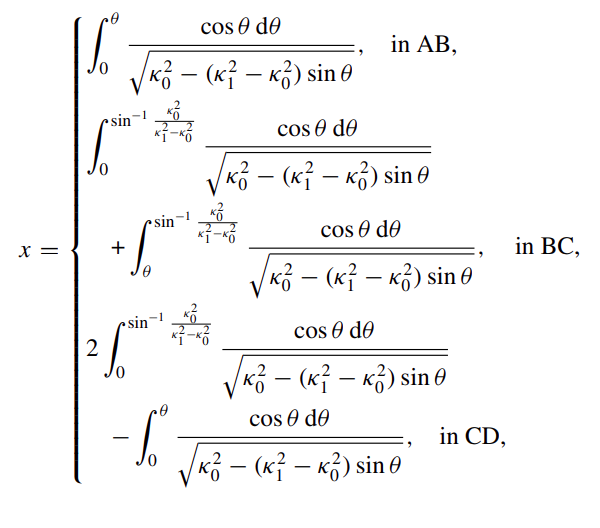 x = { ∫₀^θ cos θ dθ / √(κ₀² − (κ₁² − κ₀²) sin θ), in AB,
∫₀^{sin⁻¹ κ₀²/(κ₁²−κ₀²)} cos θ dθ / √(κ₀² − (κ₁² − κ₀²) sin θ)
+ ∫_θ^{sin⁻¹ κ₀²/(κ₁²−κ₀²)} cos θ dθ / √(κ₀² − (κ₁² − κ₀²) sin θ), in BC,
2 ∫₀^{sin⁻¹ κ₀²/(κ₁²−κ₀²)} cos θ dθ / √(κ₀² − (κ₁² − κ₀²) sin θ)
− ∫₀^θ cos θ dθ / √(κ₀² − (κ₁² − κ₀²) sin θ), in CD,